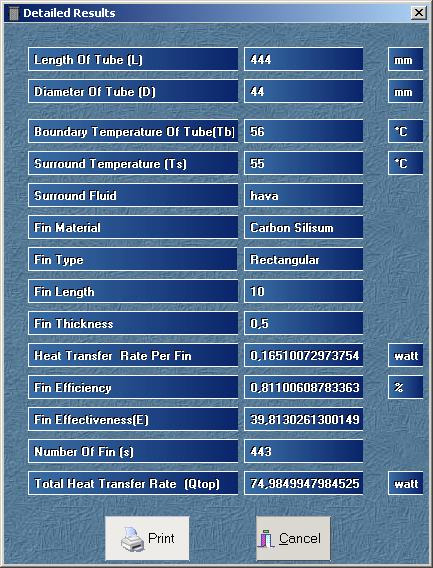 Detailed Results
Length Of Tube (L) 444 mm
Diameter Of Tube (D) 44 mm
Boundary Temperature Of Tube(Tb) 56 °C
Surround Temperature (Ts) 55 °C
Surround Fluid hava
Fin Material Carbon Silisum
Fin Type Rectangular
Fin Length 10
Fin Thickness 0,5
Heat Transfer Rate Per Fin 0,16510072973754 watt
Fin Efficiency 0,81100608783363 %
Fin Effectiveness(E) 39,8130261300149
Number Of Fin (s) 443
Total Heat Transfer Rate (Qtop) 74,9849947984525 watt
Print Cancel